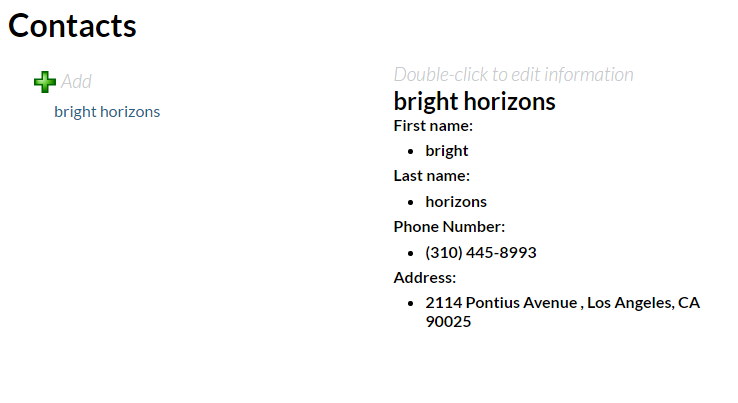 Contacts
Add
bright horizons
Double-click to edit information
bright horizons
First name:
bright
Last name:
horizons
Phone Number:
(310) 445-8993
Address:
2114 Pontius Avenue , Los Angeles, CA
90025